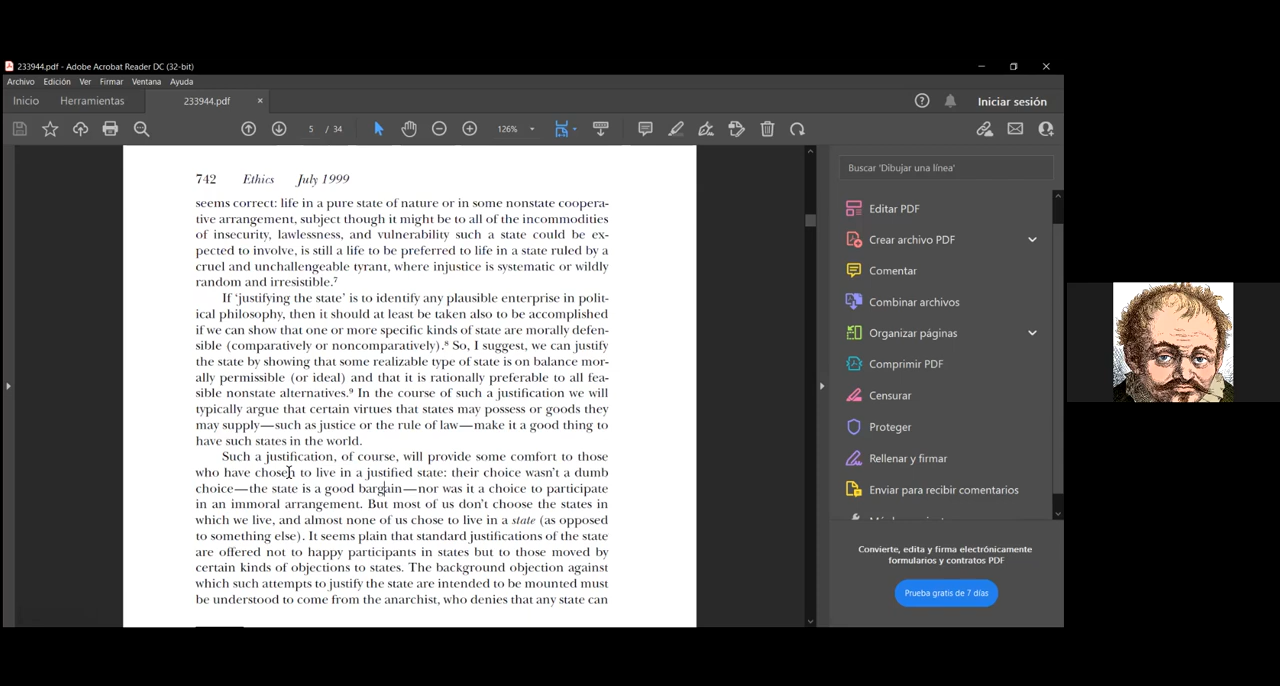 233944.pdf - Adobe Acrobat Reader DC (32-bit)
Archivo Edición Ver Firmar Ventana Ayuda
Inicio Herramientas 233944.pdf × Iniciar sesión
5 / 34 126%
742 Ethics July 1999
seems correct: life in a pure state of nature or in some nonstate coopera-
tive arrangement, subject though it might be to all of the incommodities
of insecurity, lawlessness, and vulnerability such a state could be ex-
pected to involve, is still a life to be preferred to life in a state ruled by a
cruel and unchallengeable tyrant, where injustice is systematic or wildly
random and irresistible.7
If ‘justifying the state’ is to identify any plausible enterprise in polit-
ical philosophy, then it should at least be taken also to be accomplished
if we can show that one or more specific kinds of state are morally defen-
sible (comparatively or noncomparatively).8 So, I suggest, we can justify
the state by showing that some realizable type of state is on balance mor-
ally permissible (or ideal) and that it is rationally preferable to all fea-
sible nonstate alternatives.9 In the course of such a justification we will
typically argue that certain virtues that states may possess or goods they
may supply—such as justice or the rule of law—make it a good thing to
have such states in the world.
Such a justification, of course, will provide some comfort to those
who have chosen to live in a justified state: their choice wasn’t a dumb
choice—the state is a good bargain—nor was it a choice to participate
in an immoral arrangement. But most of us don’t choose the states in
which we live, and almost none of us chose to live in a state (as opposed
to something else). It seems plain that standard justifications of the state
are offered not to happy participants in states but to those moved by
certain kinds of objections to states. The background objection against
which such attempts to justify the state are intended to be mounted must
be understood to come from the anarchist, who denies that any state can
Buscar 'Dibujar una línea'
Editar PDF
Crear archivo PDF
Comentar
Combinar archivos
Organizar páginas
Comprimir PDF
Censurar
Proteger
Rellenar y firmar
Enviar para recibir comentarios
Convierte, edita y firma electrónicamente
formularios y contratos PDF
Prueba gratis de 7 días